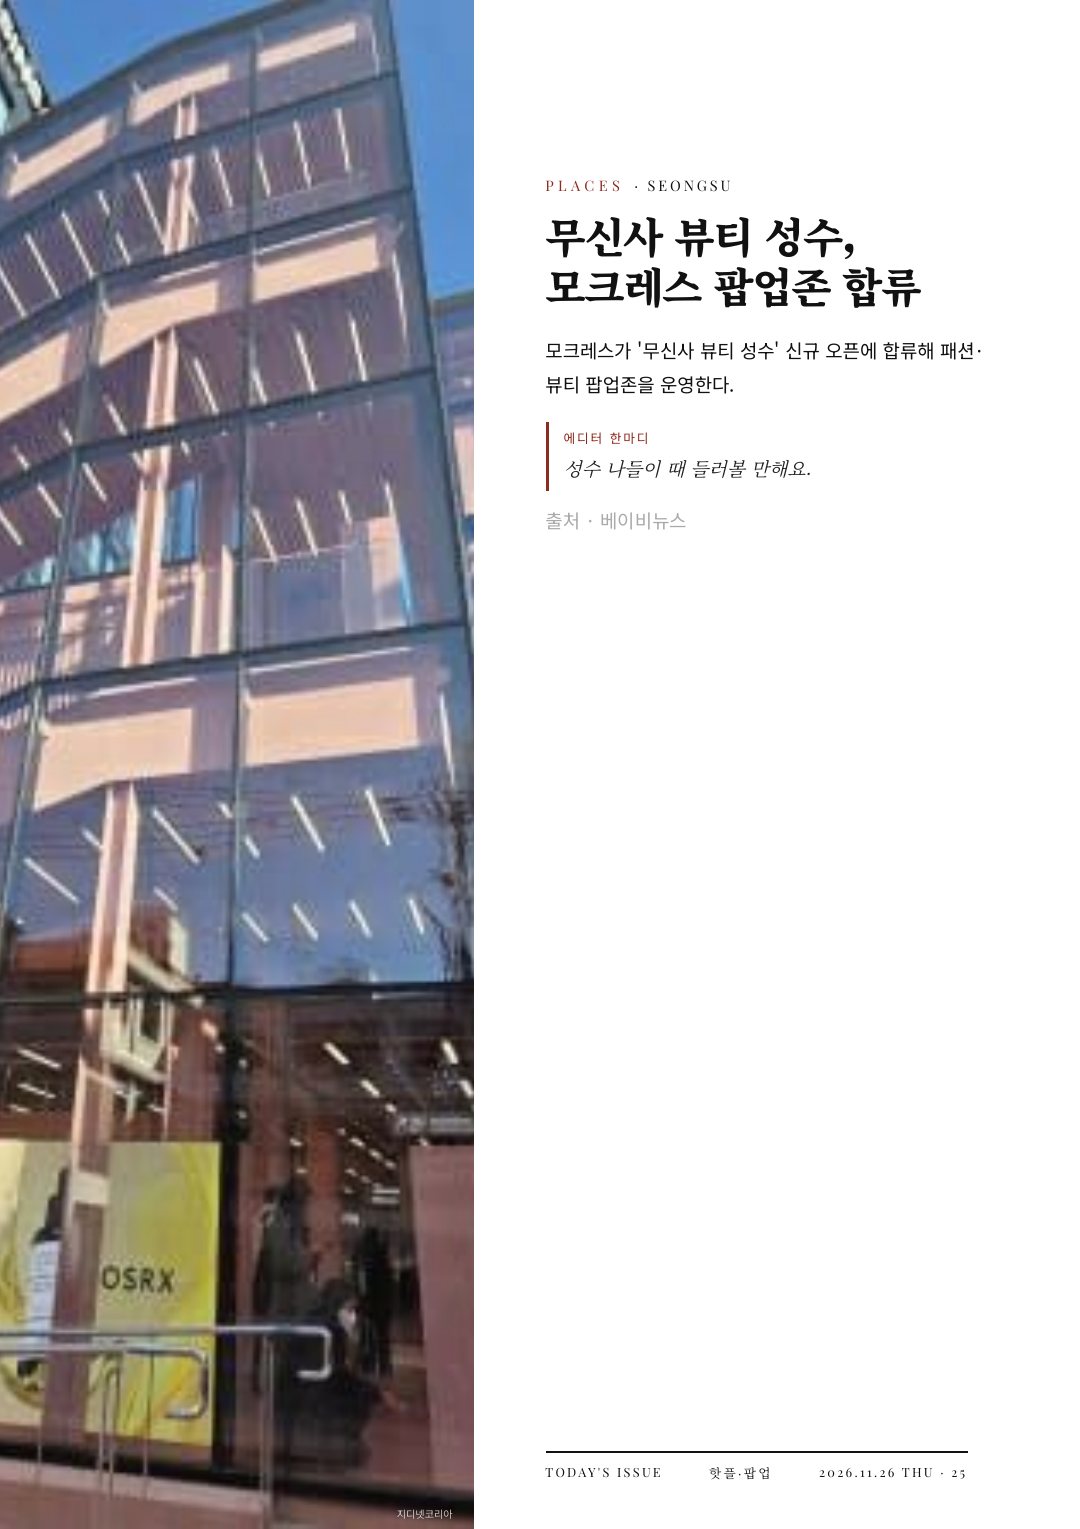 PLACES · SEONGSU
무신사 뷰티 성수,
모크레스 팝업존 합류
모크레스가 '무신사 뷰티 성수' 신규 오픈에 합류해 패션·
뷰티 팝업존을 운영한다.
에디터 한마디
성수 나들이 때 들러볼 만해요.
출처 · 베이비뉴스
OSRX
지디넷코리아
TODAY'S ISSUE 핫플·팝업 2026.11.26 THU · 25